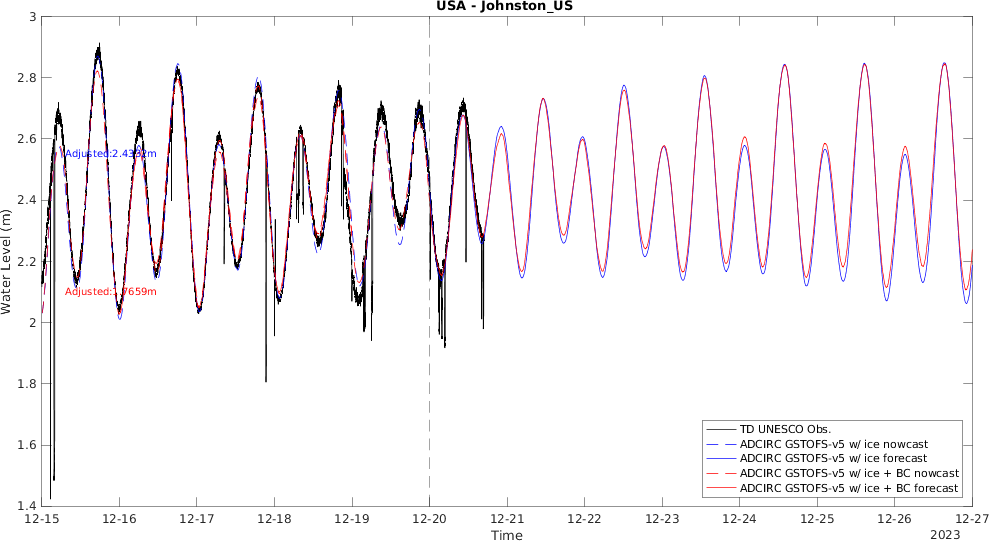 USA - Johnston_US
3
2.8
2.6
2.4
2.2
2
1.8
1.6
1.4
Water Level (m)
Adjusted:2.4332m
TD UNESCO Obs.
ADCIRC GSTOFS-v5 w/ ice nowcast
ADCIRC GSTOFS-v5 w/ ice forecast
ADCIRC GSTOFS-v5 w/ ice + BC nowcast
ADCIRC GSTOFS-v5 w/ ice + BC forecast
12-15 12-16 12-17 12-18 12-19 12-20 12-21 12-22 12-23 12-24 12-25 12-26 12-27
Time
2023